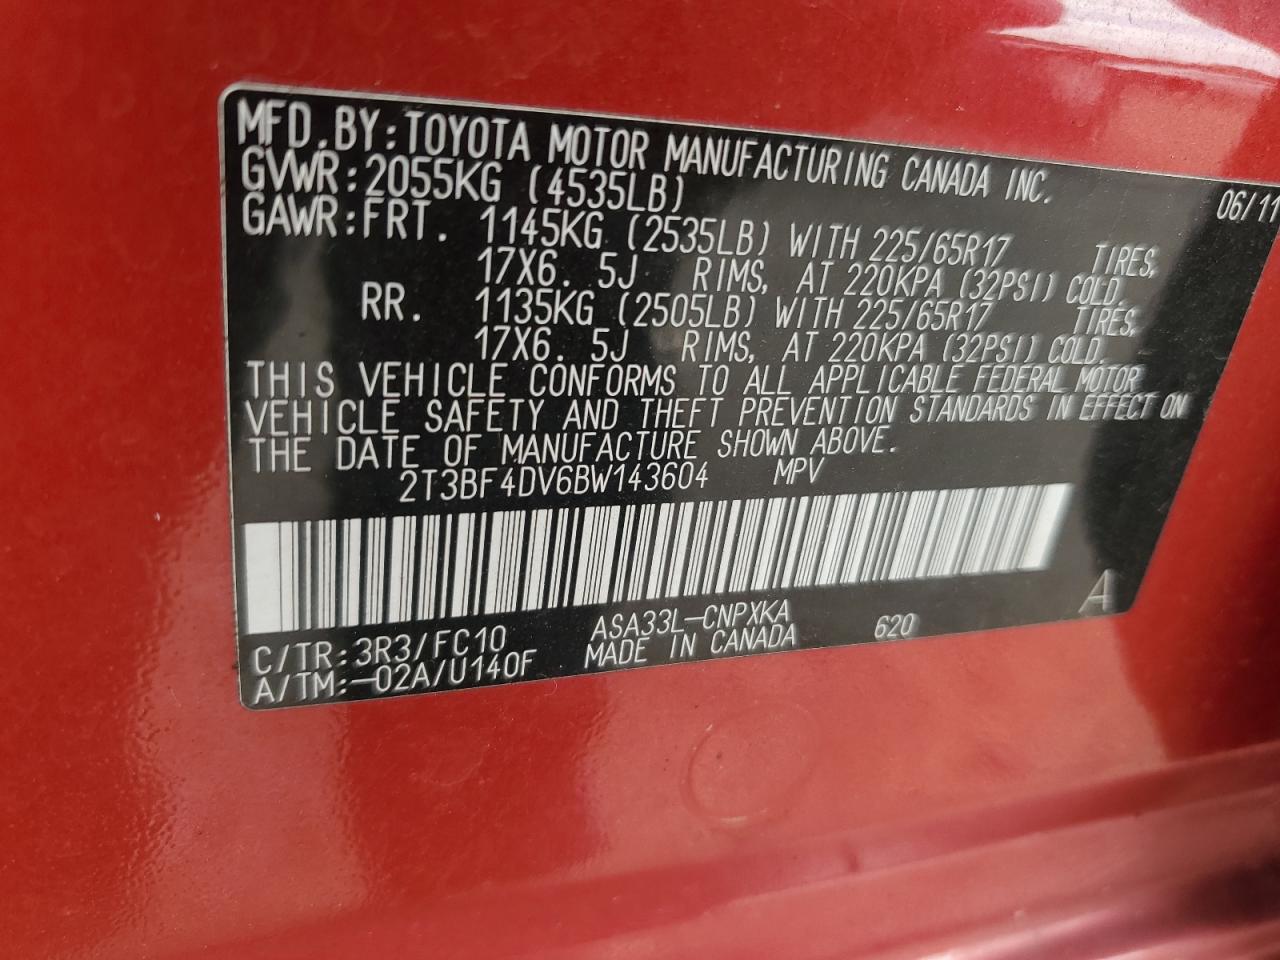 MFD.BY:TOYOTA MOTOR MANUFACTURING CANADA INC.
GVWR:2055KG (4535LB) 06/11
GAWR:FRT. 1145KG (2535LB) WITH 225/65R17 TIRES,
17X6. 5J RIMS, AT 220KPA (32PSI) COLD.
RR. 1135KG (2505LB) WITH 225/65R17 TIRES,
17X6. 5J RIMS, AT 220KPA (32PSI) COLD.
THIS VEHICLE CONFORMS TO ALL APPLICABLE FEDERAL MOTOR
VEHICLE SAFETY AND THEFT PREVENTION STANDARDS IN EFFECT ON
THE DATE OF MANUFACTURE SHOWN ABOVE.
2T3BF4DV6BW143604 MPV
C/TR:3R3/FC10 ASA33L-CNPXKA 620 A
A/TM:-02A/U140F MADE IN CANADA